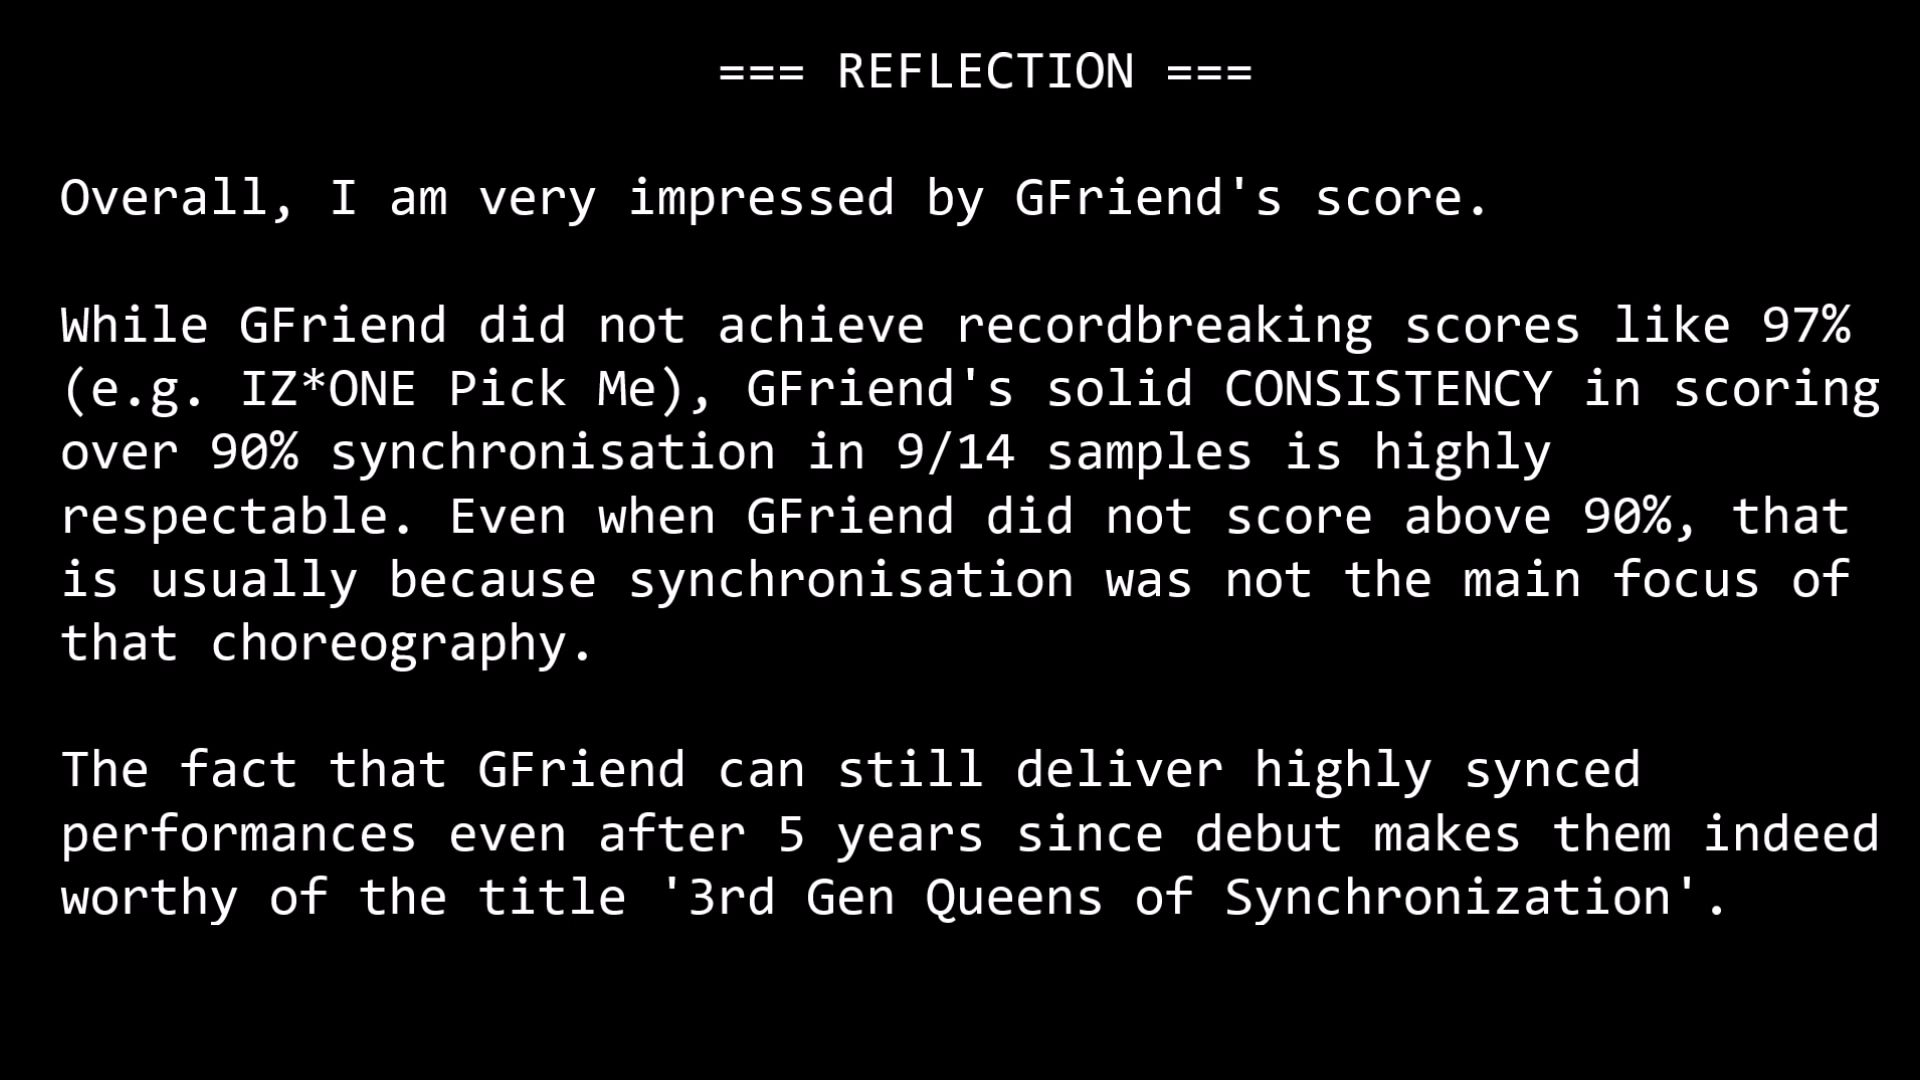 === REFLECTION ===
Overall, I am very impressed by GFriend's score.
While GFriend did not achieve recordbreaking scores like 97%
(e.g. IZ*ONE Pick Me), GFriend's solid CONSISTENCY in scoring
over 90% synchronisation in 9/14 samples is highly
respectable. Even when GFriend did not score above 90%, that
is usually because synchronisation was not the main focus of
that choreography.
The fact that GFriend can still deliver highly synced
performances even after 5 years since debut makes them indeed
worthy of the title '3rd Gen Queens of Synchronization'.